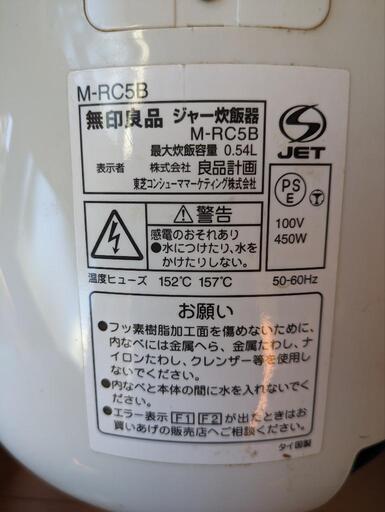 M-RC5B
無印良品 ジャー炊飯器
M-RC5B
最大炊飯容量 0.54L
表示者 株式会社 良品計画
東芝コンシューママーケティング株式会社
S
JET
PS
E
100V
450W
警告
感電のおそれあり
●水につけたり、水を
かけたりしない。
温度ヒューズ 152℃ 157℃ 50-60Hz
お願い
●フッ素樹脂加工面を傷めないために、
内なべには金属へら、金属たわし、ナ
イロンたわし、クレンザー等を使用し
ないでください。
●内なべと本体の間に水を入れないでく
ださい。
●エラー表示 F1 F2 が出たときはお
買いあげの販売店へご相談ください。
タイ国製